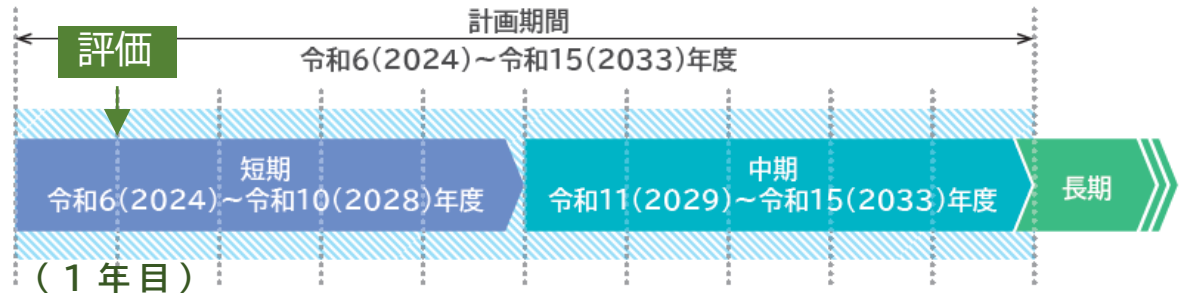 計画期間
令和6(2024)~令和15(2033)年度
評価
短期
令和6(2024)~令和10(2028)年度
中期
令和11(2029)~令和15(2033)年度
長期
(1年目)